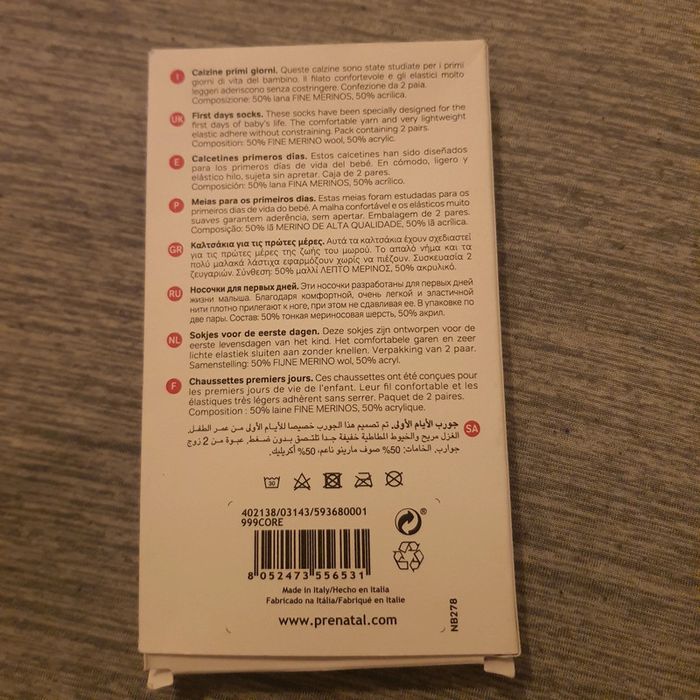 I Calzine primi giorni. Queste calzine sono state studiate per i primi
giorni di vita del bambino. Il filato confortevole e gli elastici molto
leggeri aderiscono senza costringere. Confezione da 2 paia.
Composizione: 50% lana FINE MERINOS, 50% acrilica.
UK First days socks. These socks have been specially designed for the
first days of baby's life. The comfortable yarn and very lightweight
elastic adhere without constraining. Pack containing 2 pairs.
Composition: 50% FINE MERINO wool, 50% acrylic.
E Calcetines primeros días. Estos calcetines han sido diseñados
para los primeros días de vida del bebé. En cómodo, ligero y
elástico hilo, sujeta sin apretar. Caja de 2 pares.
Composición: 50% lana FINA MERINOS, 50% acrílico.
P Meias para os primeiros dias. Estas meias foram estudadas para os
primeiros dias de vida do bebé. A malha confortável e os elásticos muito
suaves garantem aderência, sem apertar. Embalagem de 2 pares.
Composição: 50% lã MERINO DE ALTA QUALIDADE, 50% lã acrílica.
GR Καλτσάκια για τις πρώτες μέρες. Αυτά τα καλτσάκια έχουν σχεδιαστεί
για τις πρώτες μέρες της ζωής του μωρού. Το απαλό νήμα και τα
πολύ μαλακά λάστιχα εφαρμόζουν χωρίς να πιέζουν. Συσκευασία 2
ζευγαριών. Σύνθεση: 50% μαλλί ΛΕΠΤΟ ΜΕΡΙΝΟΣ, 50% ακρυλικό.
RU Носочки для первых дней. Эти носочки разработаны для первых дней
жизни малыша. Благодаря комфортной, очень легкой и эластичной
нити плотно прилегают к ноге, при этом не сдавливая ее. В упаковке по
две пары. Состав: 50% тонкая мериносовая шерсть, 50% акрил.
NL Sokjes voor de eerste dagen. Deze sokjes zijn ontworpen voor de
eerste levensdagen van het kind. Het comfortabele garen en zeer
lichte elastiek sluiten aan zonder knellen. Verpakking van 2 paar.
Samenstelling: 50% FIJNE MERINO wol, 50% acryl.
F Chaussettes premiers jours. Ces chaussettes ont été conçues pour
les premiers jours de vie de l'enfant. Leur fil confortable et les
élastiques très légers adhèrent sans serrer. Paquet de 2 paires.
Composition : 50% laine FINE MERINOS, 50% acrylique.
SA جورب الأيام الأولى. تم تصميم هذا الجورب خصيصا للأيام الأولى من عمر الطفل.
الغزل مريح والخيوط المطاطية خفيفة جدا تلتصق بدون ضغط. عبوة من 2 زوج
جوارب. الخامات: 50% صوف مارينو ناعم، 50% أكريليك.
30
402138/03143/593680001
999CORE
®
8 052473 556531
Made in Italy/Hecho en Italia
Fabricado na Itália/Fabriqué en Italie
www.prenatal.com
NB278